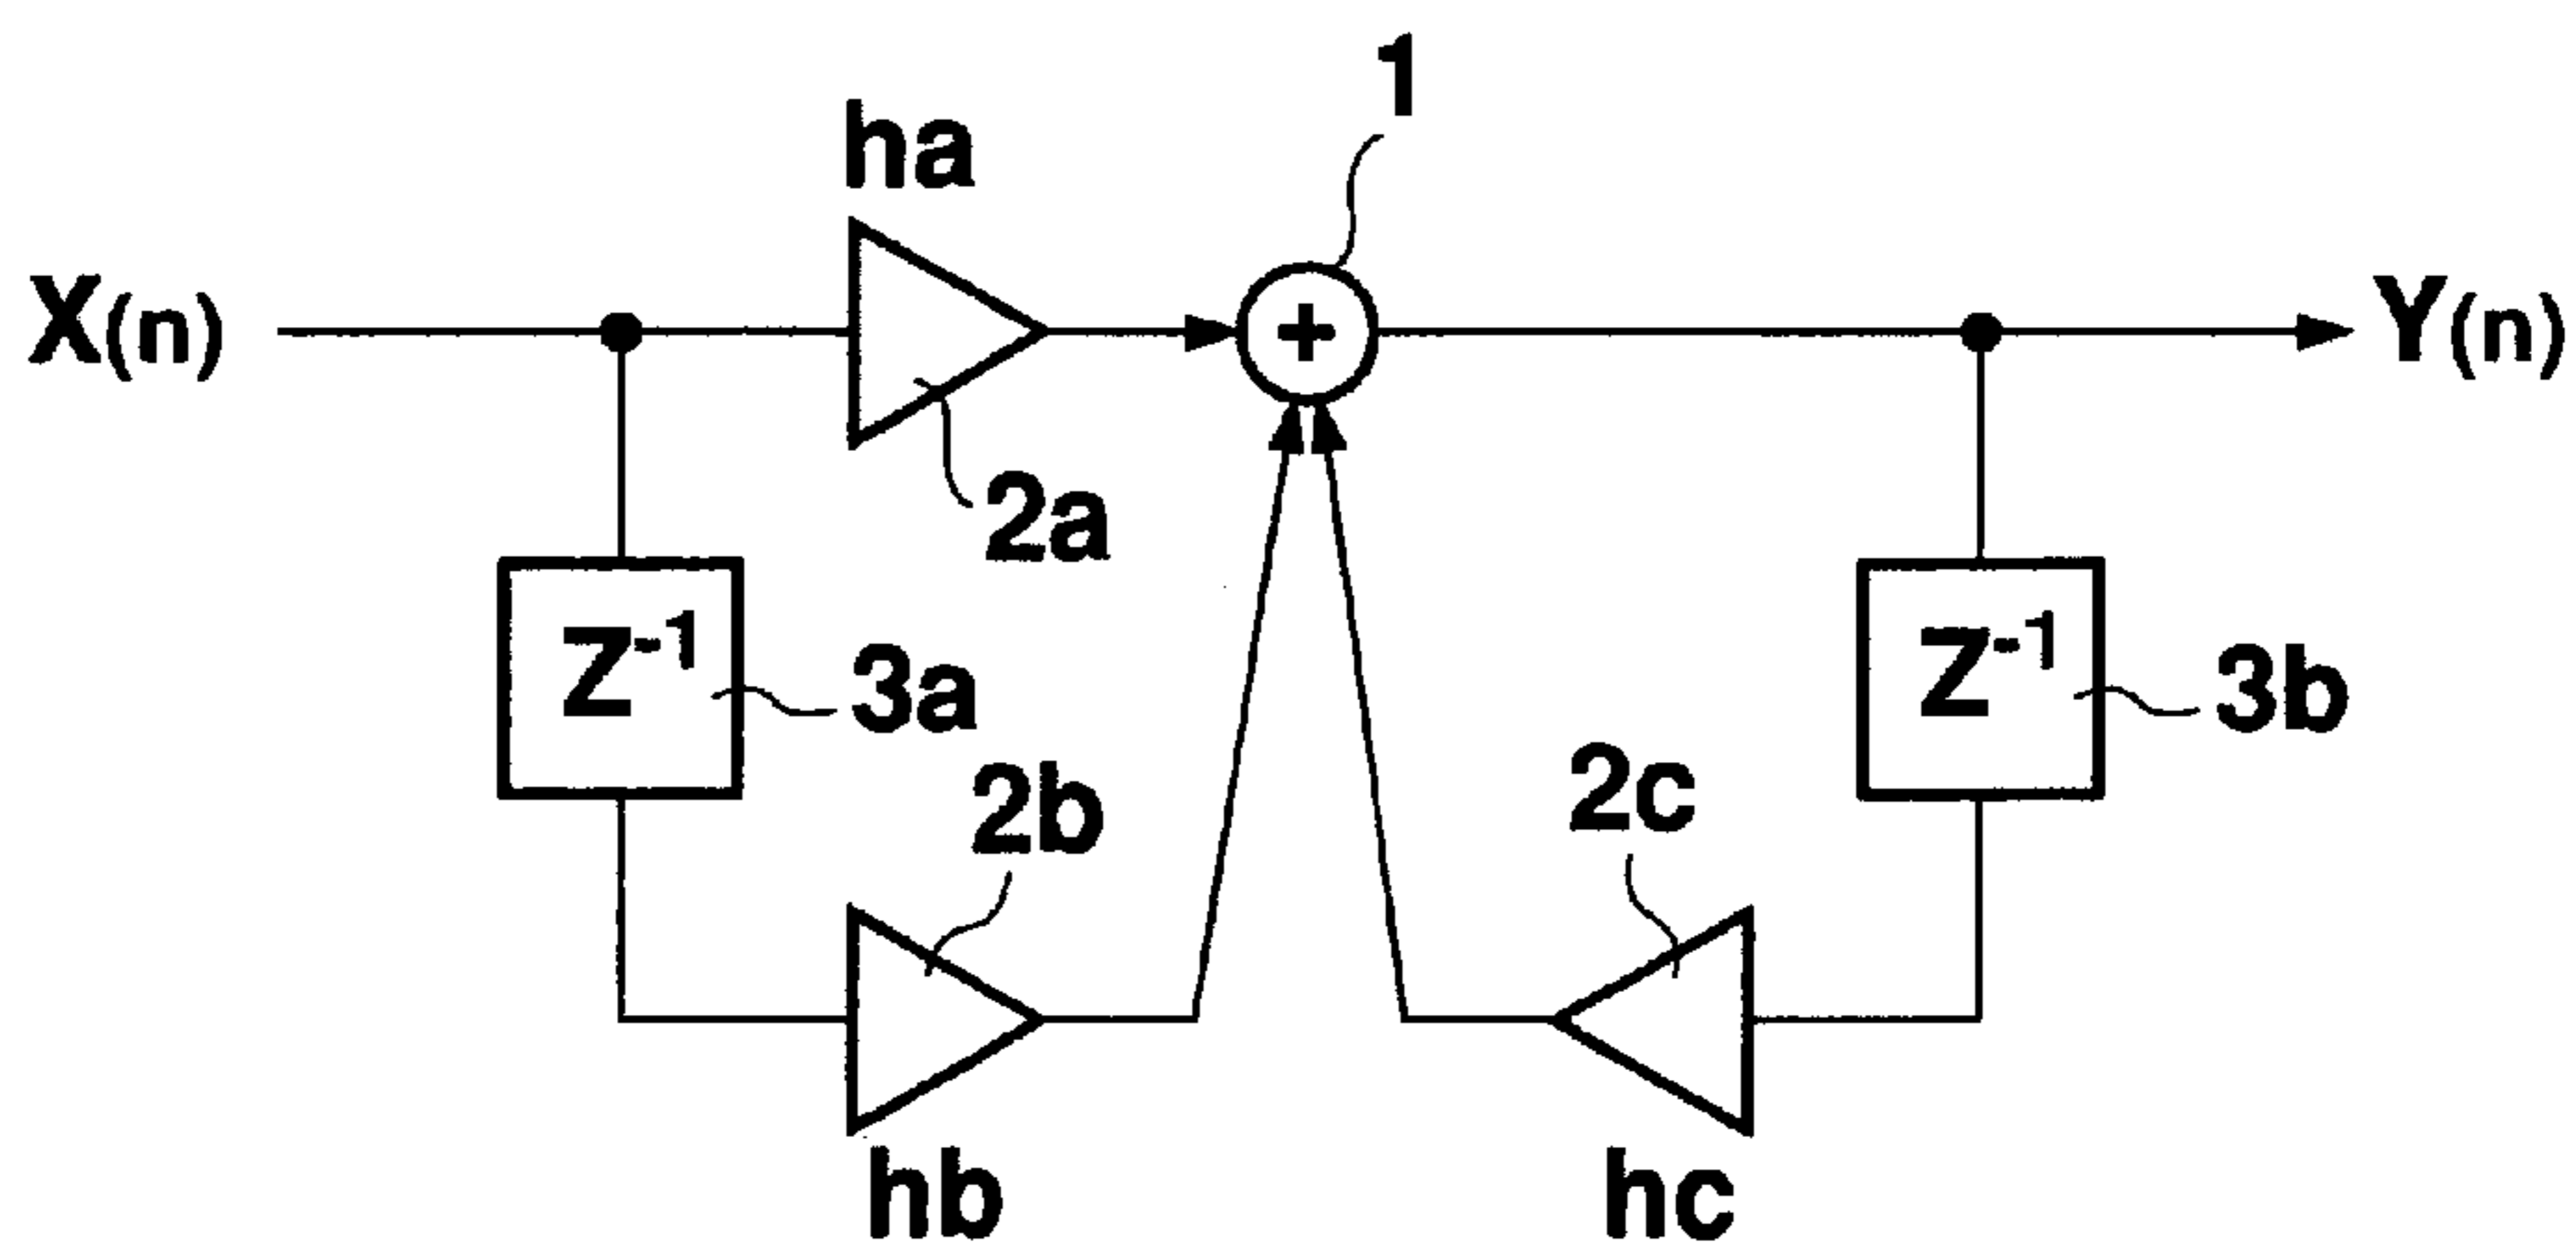 1
ha
X(n)
+
Y(n)
2a
Z⁻¹
3a
Z⁻¹
3b
2b
2c
hb
hc